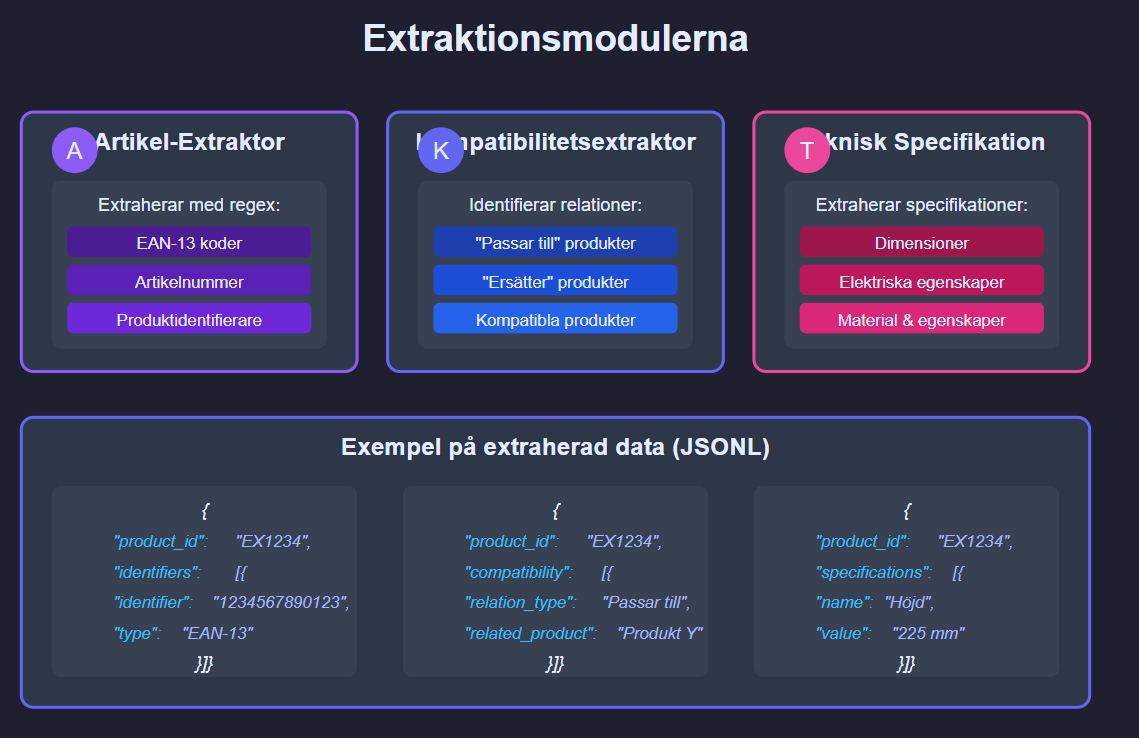 Extraktionsmodulerna
A
Artikel-Extraktor
Extraherar med regex:
EAN-13 koder
Artikelnummer
Produktidentifierare
K
mpatibilitetsextraktor
Identifierar relationer:
"Passar till" produkter
"Ersätter" produkter
Kompatibla produkter
T
knisk Specifikation
Extraherar specifikationer:
Dimensioner
Elektriska egenskaper
Material & egenskaper
Exempel på extraherad data (JSONL)
{
"product_id": "EX1234",
"identifiers": [{
"identifier": "1234567890123",
"type": "EAN-13"
}]}
{
"product_id": "EX1234",
"compatibility": [{
"relation_type": "Passar till",
"related_product": "Produkt Y"
}]}
{
"product_id": "EX1234",
"specifications": [{
"name": "Höjd",
"value": "225 mm"
}]}